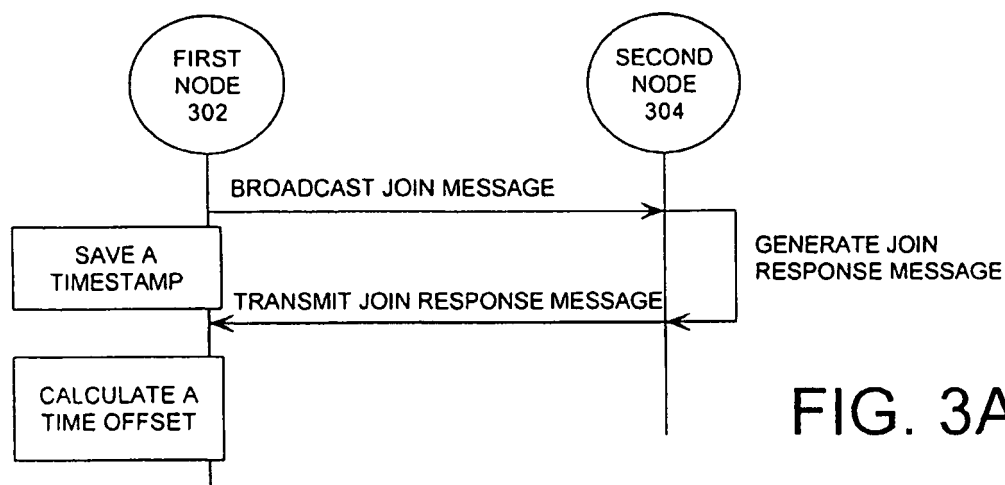 FIRST
NODE
302
SECOND
NODE
304
BROADCAST JOIN MESSAGE
SAVE A
TIMESTAMP
GENERATE JOIN
RESPONSE MESSAGE
TRANSMIT JOIN RESPONSE MESSAGE
CALCULATE A
TIME OFFSET
FIG. 3A